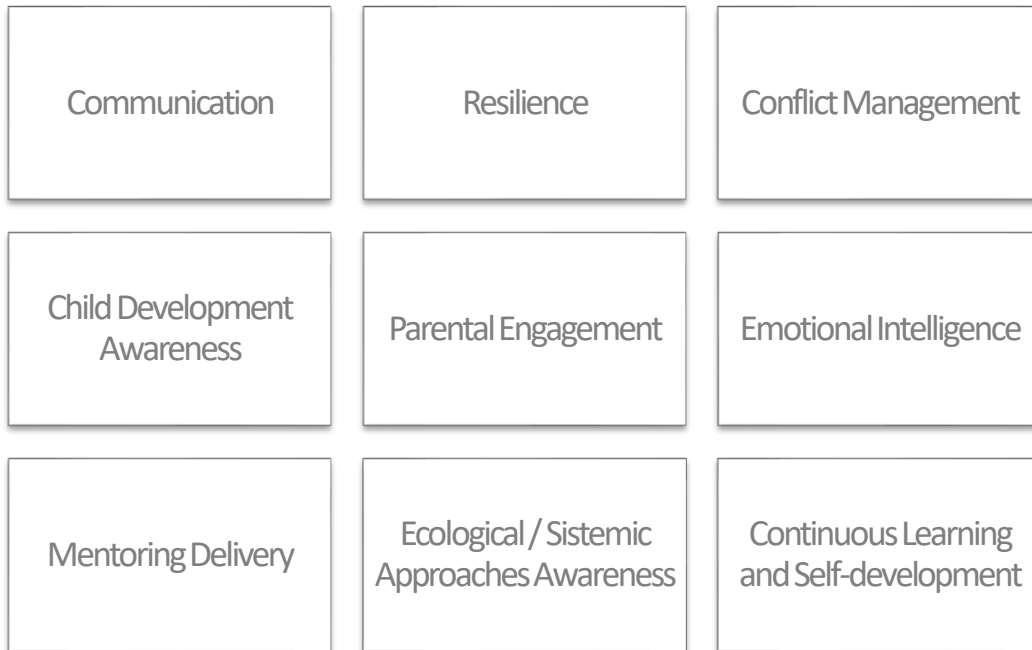 Communication
Resilience
Conflict Management
Child Development
Awareness
Parental Engagement
Emotional Intelligence
Mentoring Delivery
Ecological / Sistemic
Approaches Awareness
Continuous Learning
and Self-development